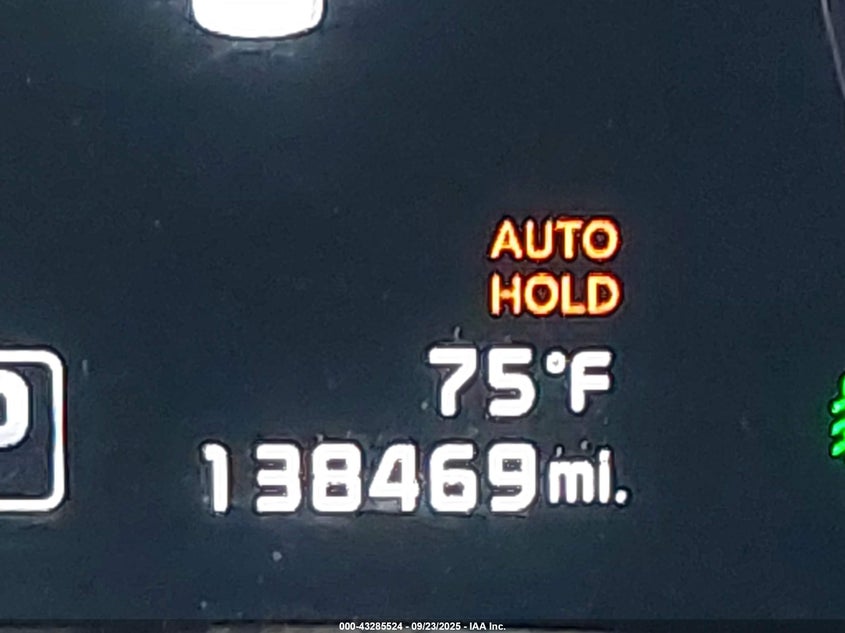 AUTO
HOLD
75°F
138469 mi.
000-43285524 - 09/23/2025 - IAA Inc.